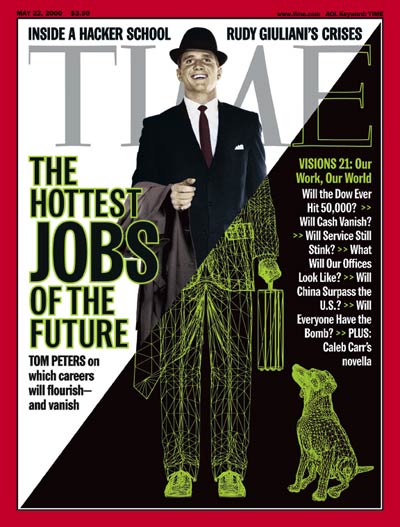 MAY 22, 2000 $3.50 www.time.com AOL Keyword: TIME
INSIDE A HACKER SCHOOL RUDY GIULIANI'S CRISES
TIME
THE
HOTTEST
JOBS
OF THE
FUTURE
TOM PETERS on
which careers
will flourish—
and vanish
VISIONS 21: Our
Work, Our World
Will the Dow Ever
Hit 50,000? >>
Will Cash Vanish?
>> Will Service Still
Stink? >> What
Will Our Offices
Look Like? >> Will
China Surpass the
U.S.? >> Will
Everyone Have the
Bomb? >> PLUS:
Caleb Carr's
novella